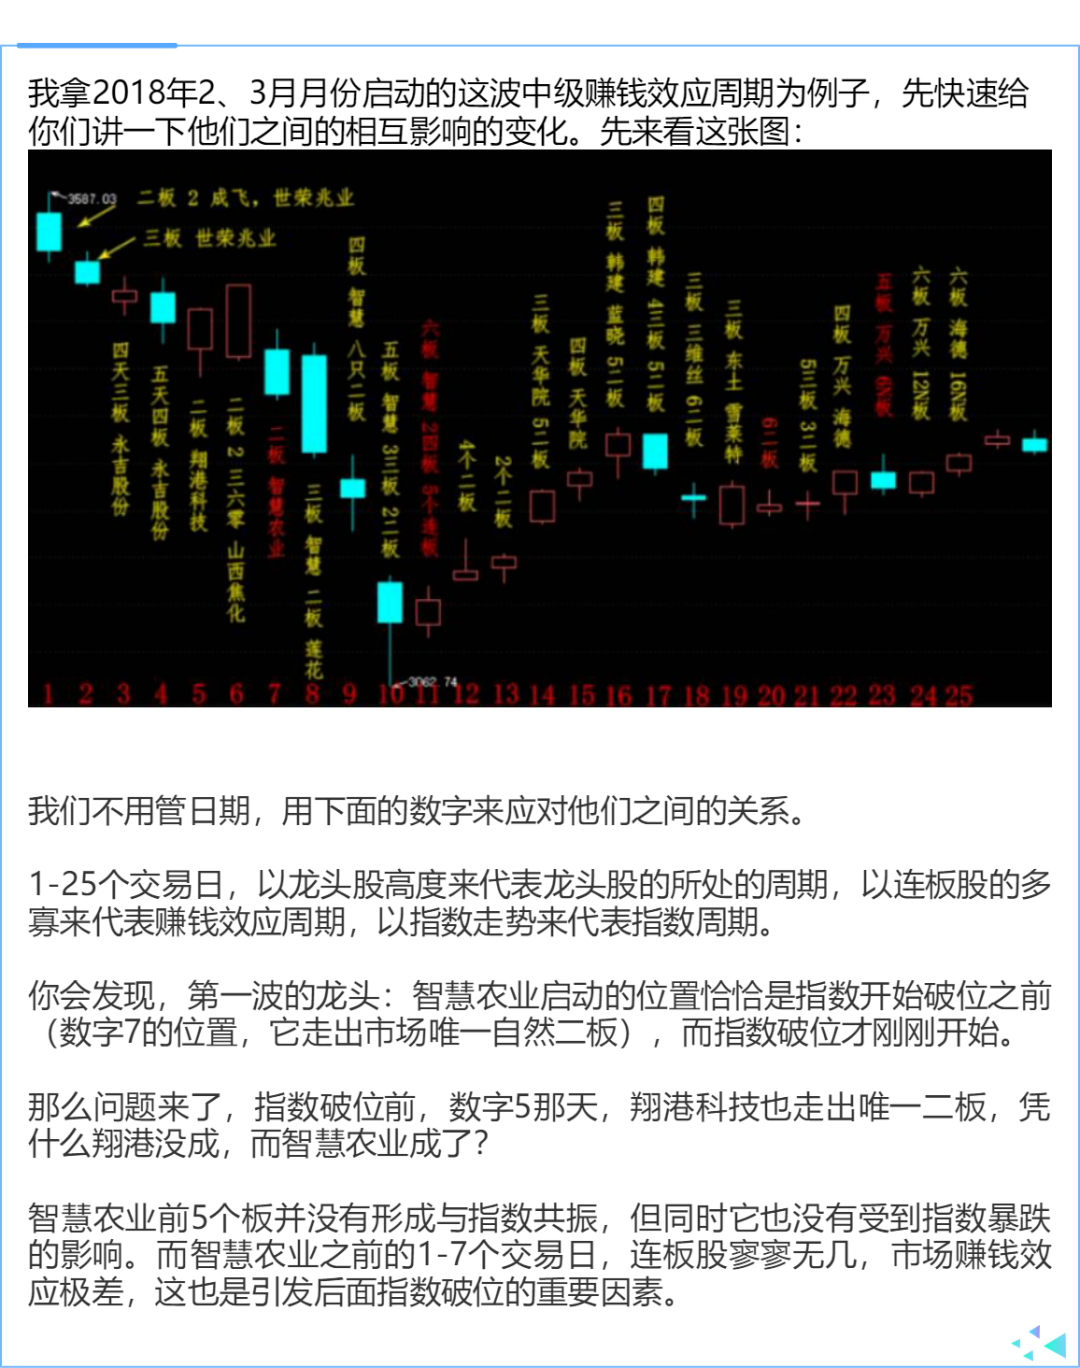 我拿2018年2、3月月份启动的这波中级赚钱效应周期为例子，先快速给
你们讲一下他们之间的相互影响的变化。先来看这张图：
3587.03
二板 2 成飞，世荣兆业
三板 世荣兆业
四天三板 永吉股份
五天四板 永吉股份
二板 翔港科技
二板 2 三六零 山西焦化
二板 智慧农业
三板 智慧 二板 莲花
四板 智慧 八只二板
五板 智慧 3三板 2二板
六板 智慧 2四板 5个连板
4个二板
2个二板
三板 天华院 5二板
四板 天华院
三板 韩建 蓝晓 5二板
四板 韩建 4三板 5二板
三板 三维丝 6二板
三板 东土 雪莱特
6二板
5三板 3二板
四板 万兴 海德
五板 万兴 6N板
六板 万兴 12N板
六板 海德 16N板
3062.74
1 2 3 4 5 6 7 8 9 10 11 12 13 14 15 16 17 18 19 20 21 22 23 24 25
我们不用管日期，用下面的数字来应对他们之间的关系。
1-25个交易日，以龙头股高度来代表龙头股的所处的周期，以连板股的多
寡来代表赚钱效应周期，以指数走势来代表指数周期。
你会发现，第一波的龙头：智慧农业启动的位置恰恰是指数开始破位之前
（数字7的位置，它走出市场唯一自然二板），而指数破位才刚刚开始。
那么问题来了，指数破位前，数字5那天，翔港科技也走出唯一二板，凭
什么翔港没成，而智慧农业成了？
智慧农业前5个板并没有形成与指数共振，但同时它也没有受到指数暴跌
的影响。而智慧农业之前的1-7个交易日，连板股寥寥无几，市场赚钱效
应极差，这也是引发后面指数破位的重要因素。